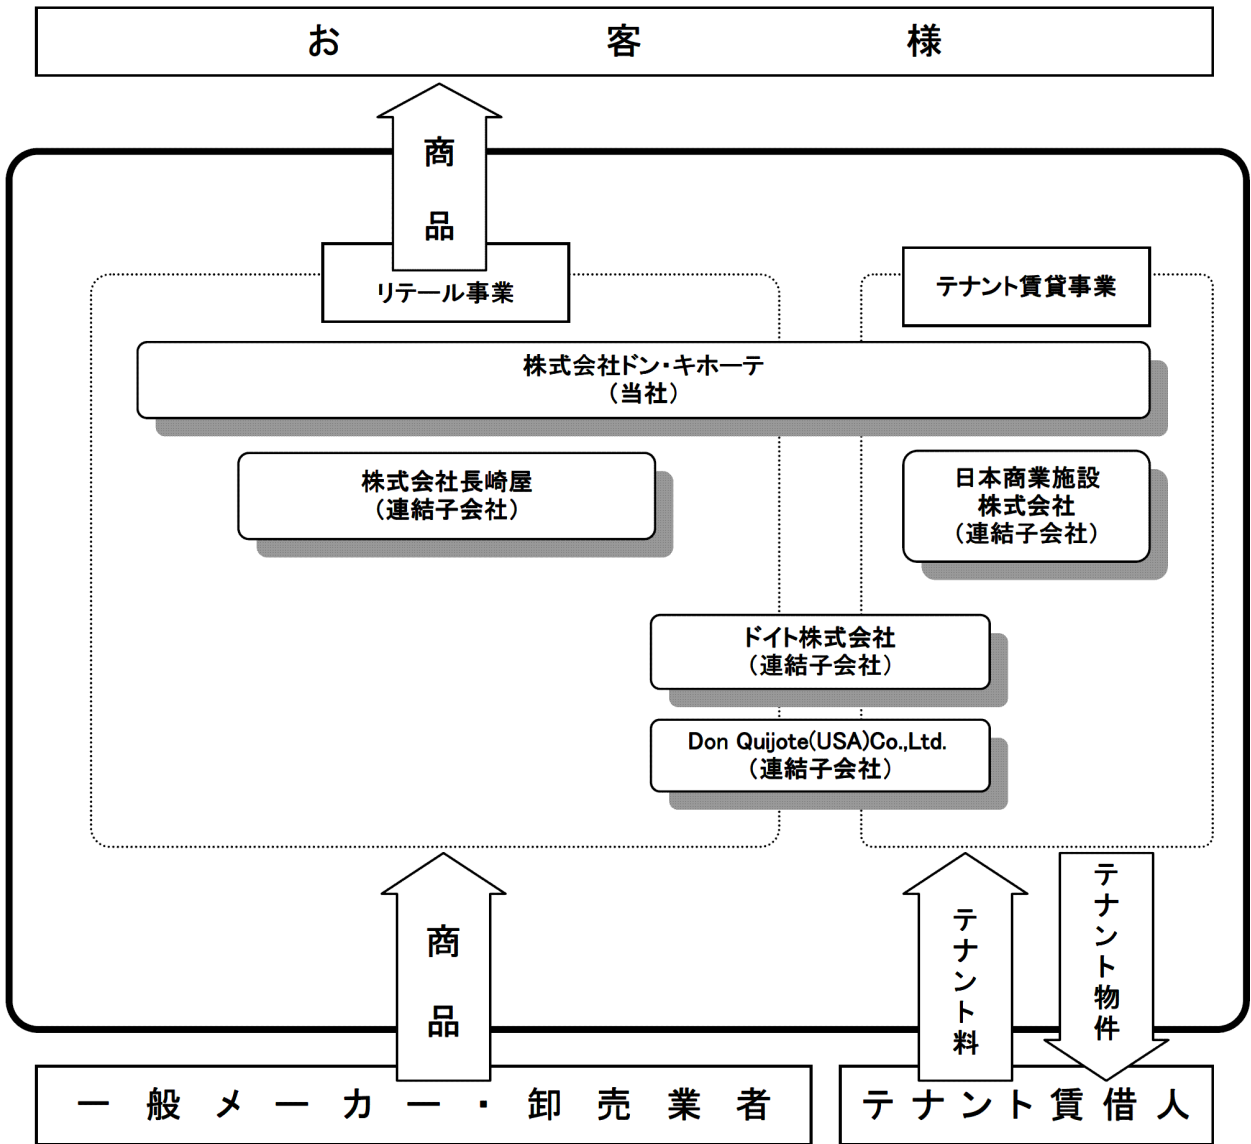 お客様
商品
リテール事業
テナント賃貸事業
株式会社ドン・キホーテ
（当社）
株式会社長崎屋
（連結子会社）
日本商業施設
株式会社
（連結子会社）
ドイト株式会社
（連結子会社）
Don Quijote(USA)Co.,Ltd.
（連結子会社）
商品
テナント料
テナント物件
一般メーカー・卸売業者
テナント賃借人